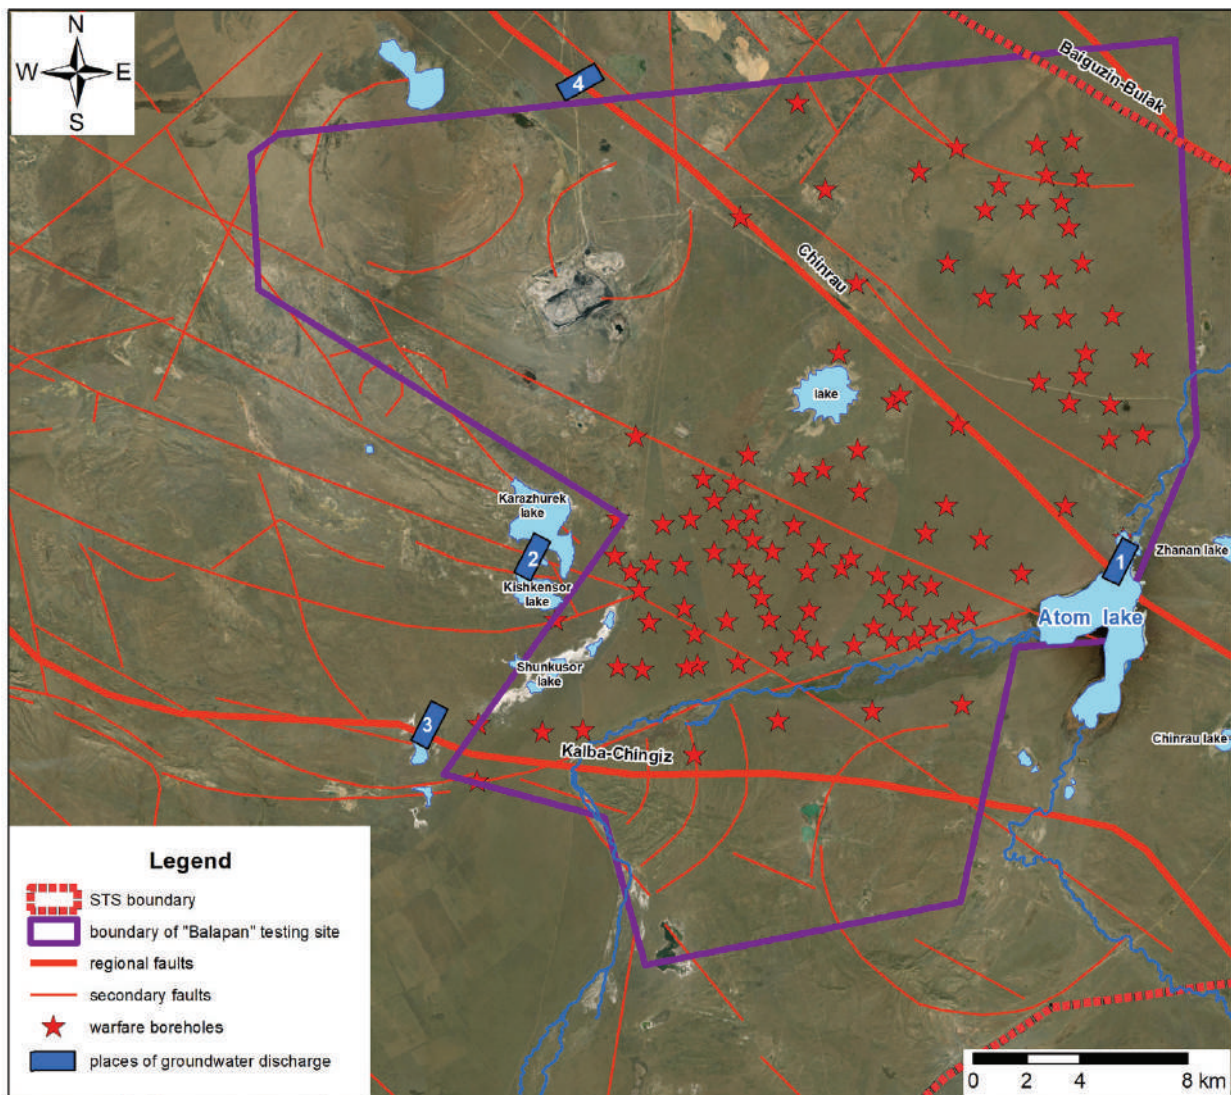 N
W E
S
4
Baiguzin-Bulak
Chinrau
lake
Karazhurek
lake
2
Kishkensor
lake
1
Zhanan lake
Atom lake
Shunkusor
lake
3
Kalba-Chingiz
Chinrau lake
Legend
STS boundary
boundary of "Balapan" testing site
regional faults
secondary faults
warfare boreholes
places of groundwater discharge
0 2 4 8 km